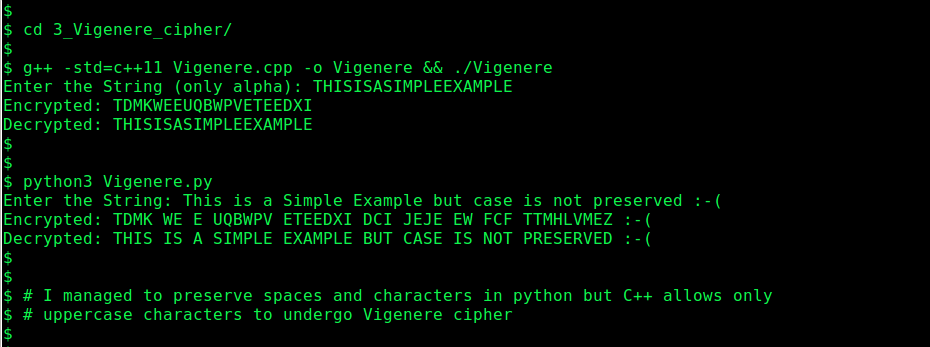 $
$ cd 3_Vigenere_cipher/
$
$ g++ -std=c++11 Vigenere.cpp -o Vigenere && ./Vigenere
Enter the String (only alpha): THISISASIMPLEEXAMPLE
Encrypted: TDMKWEEUQBWPVETEEDXI
Decrypted: THISISASIMPLEEXAMPLE
$
$
$ python3 Vigenere.py
Enter the String: This is a Simple Example but case is not preserved :-(
Encrypted: TDMK WE E UQBWPV ETEEDXI DCI JEJE EW FCF TTMHLVMEZ :-(
Decrypted: THIS IS A SIMPLE EXAMPLE BUT CASE IS NOT PRESERVED :-(
$
$
$ # I managed to preserve spaces and characters in python but C++ allows only
$ # uppercase characters to undergo Vigenere cipher
$